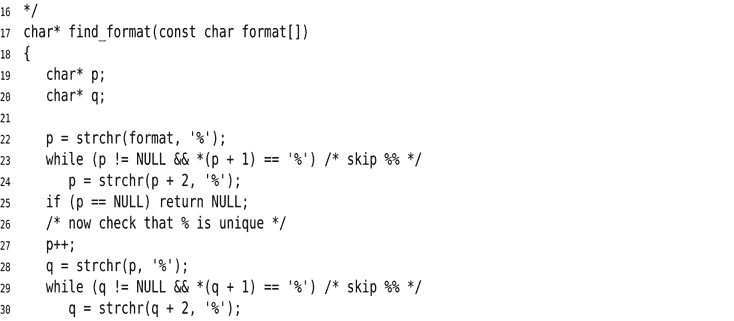 16 */
17 char* find_format(const char format[])
18 {
19 char* p;
20 char* q;
21
22 p = strchr(format, '%');
23 while (p != NULL && *(p + 1) == '%') /* skip %% */
24 p = strchr(p + 2, '%');
25 if (p == NULL) return NULL;
26 /* now check that % is unique */
27 p++;
28 q = strchr(p, '%');
29 while (q != NULL && *(q + 1) == '%') /* skip %% */
30 q = strchr(q + 2, '%');